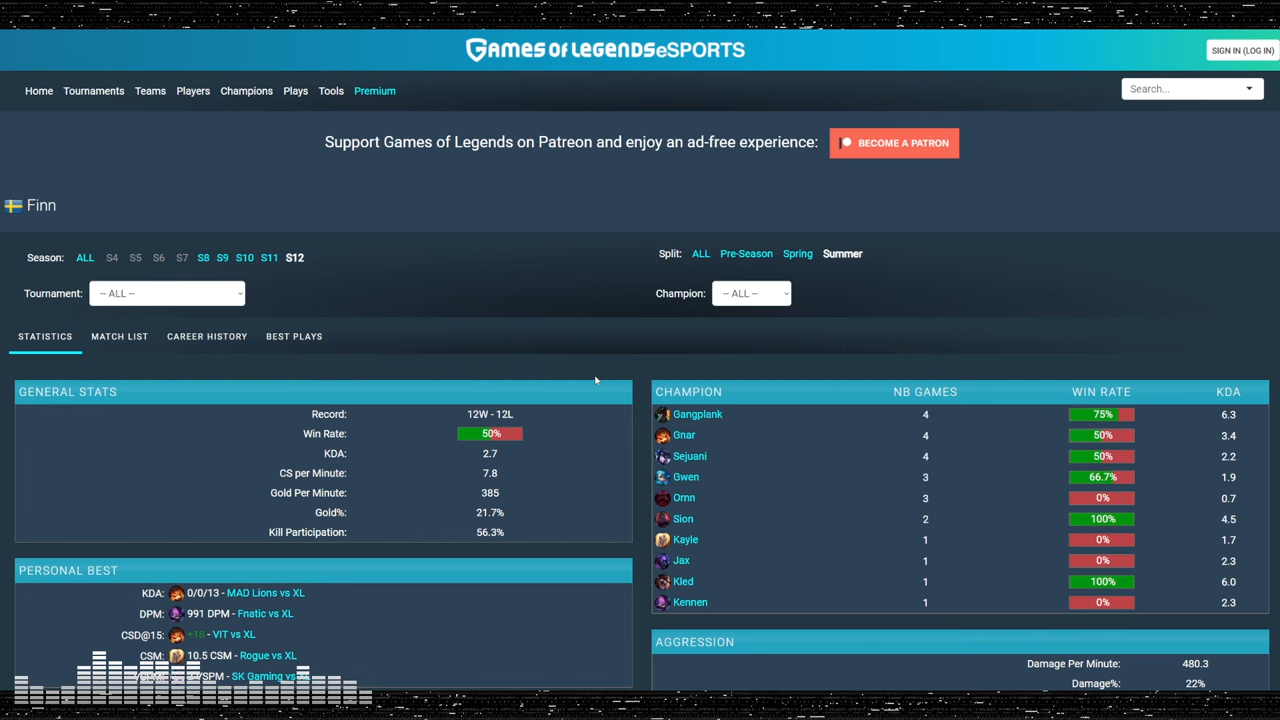 GAMES OF LEGENDS eSPORTS
SIGN IN (LOG IN)
Home Tournaments Teams Players Champions Plays Tools Premium
Search...
Support Games of Legends on Patreon and enjoy an ad-free experience: BECOME A PATRON
Finn
Season: ALL S4 S5 S6 S7 S8 S9 S10 S11 S12
Split: ALL Pre-Season Spring Summer
Tournament: -- ALL --
Champion: -- ALL --
STATISTICS MATCH LIST CAREER HISTORY BEST PLAYS
GENERAL STATS
Record: 12W - 12L
Win Rate: 50%
KDA: 2.7
CS per Minute: 7.8
Gold Per Minute: 385
Gold%: 21.7%
Kill Participation: 56.3%
PERSONAL BEST
KDA: 0/0/13 - MAD Lions vs XL
DPM: 991 DPM - Fnatic vs XL
CSD@15: +18 - VIT vs XL
CSM: 10.5 CSM - Rogue vs XL
SK Gaming vs
CHAMPION NB GAMES WIN RATE KDA
Gangplank 4 75% 6.3
Gnar 4 50% 3.4
Sejuani 4 50% 2.2
Gwen 3 66.7% 1.9
Ornn 3 0% 0.7
Sion 2 100% 4.5
Kayle 1 0% 1.7
Jax 1 0% 2.3
Kled 1 100% 6.0
Kennen 1 0% 2.3
AGGRESSION
Damage Per Minute: 480.3
Damage%: 22%